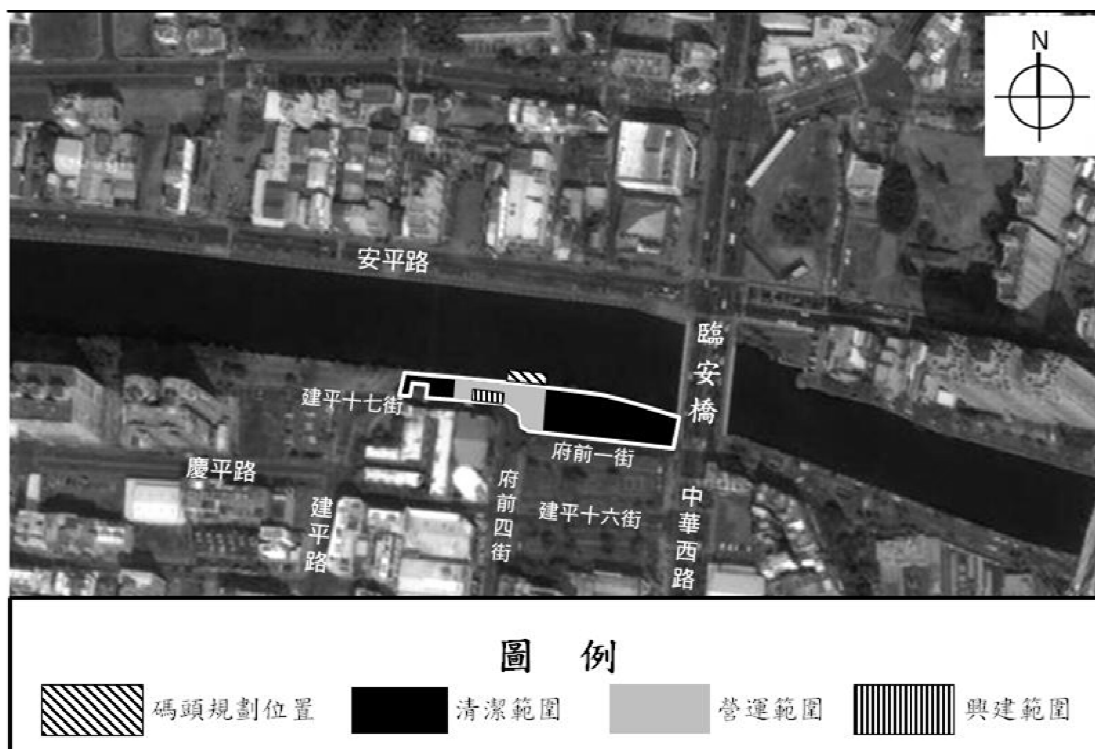 N
安平路
臨安橋
建平十七街
府前一街
慶平路
府前四街
建平十六街
中華西路
建平路
圖 例
碼頭規劃位置
清潔範圍
營運範圍
興建範圍